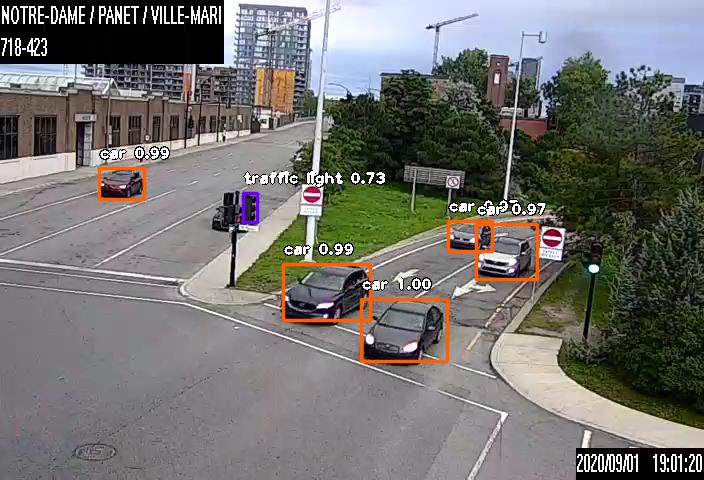 NOTRE-DAME / PANET / VILLE-MARI
718-423
car 0.99
traffic light 0.73
car 0.97
car 0.99
car 1.00
2020/09/01 19:01:20